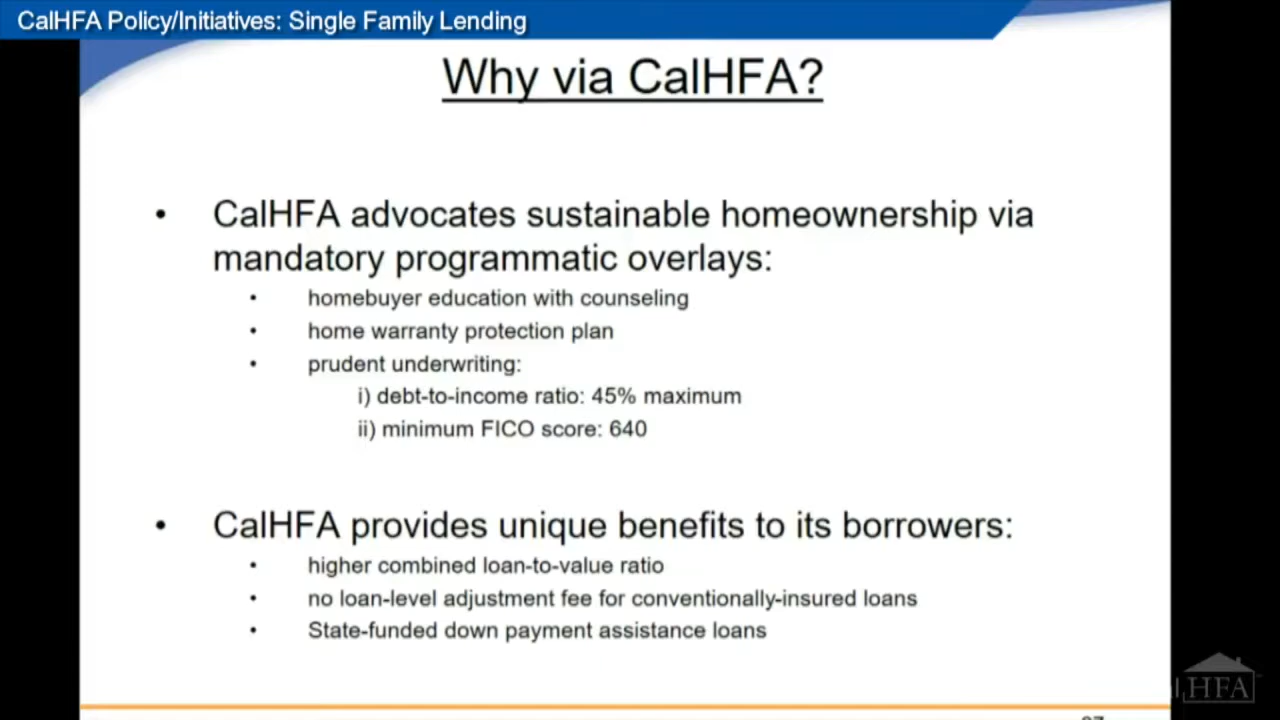 CalHFA Policy/Initiatives: Single Family Lending
Why via CalHFA?
• CalHFA advocates sustainable homeownership via
mandatory programmatic overlays:
• homebuyer education with counseling
• home warranty protection plan
• prudent underwriting:
i) debt-to-income ratio: 45% maximum
ii) minimum FICO score: 640
• CalHFA provides unique benefits to its borrowers:
• higher combined loan-to-value ratio
• no loan-level adjustment fee for conventionally-insured loans
• State-funded down payment assistance loans
HFA